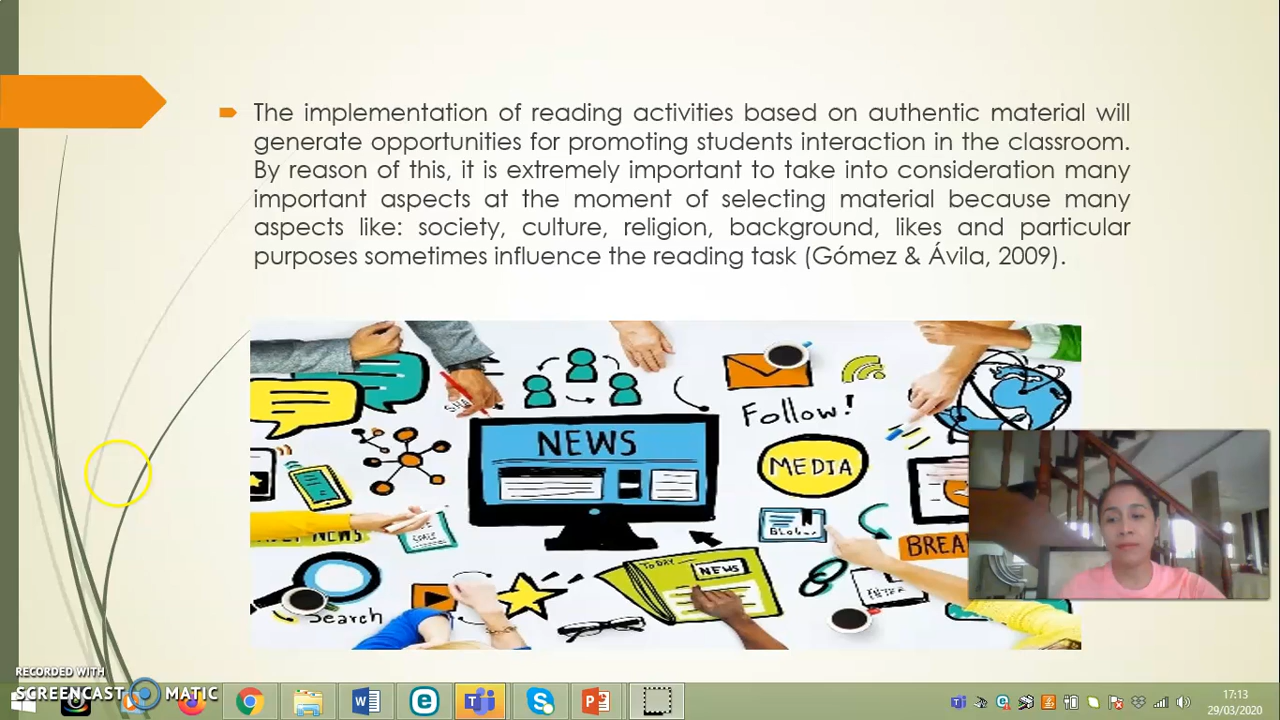 The implementation of reading activities based on authentic material will
generate opportunities for promoting students interaction in the classroom.
By reason of this, it is extremely important to take into consideration many
important aspects at the moment of selecting material because many
aspects like: society, culture, religion, background, likes and particular
purposes sometimes influence the reading task (Gómez & Ávila, 2009).
Follow!
NEWS
MEDIA
NEWS
BREA
TODAY
NEWS
Search
RECORDED WITH
SCREENCAST MATIC
17:13
29/03/2020